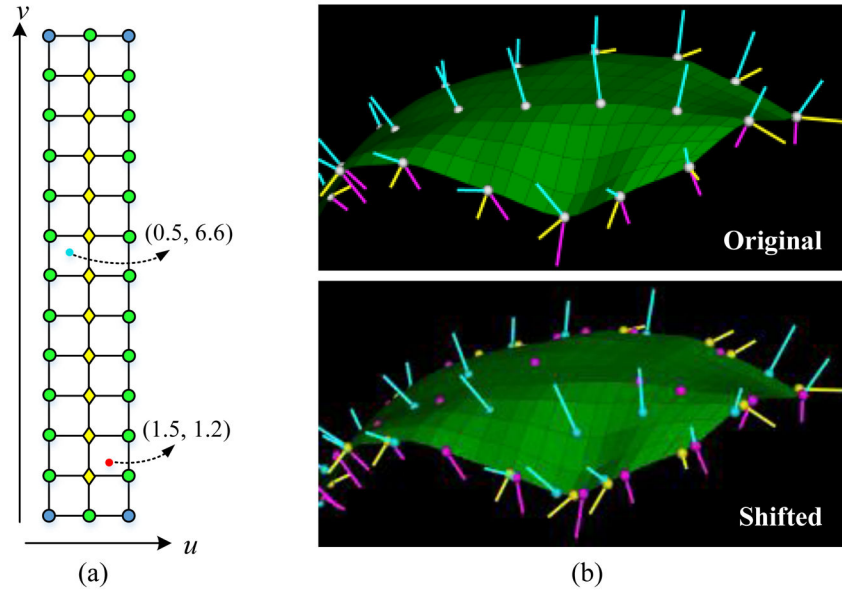 v
(0.5, 6.6)
(1.5, 1.2)
u
(a)
Original
Shifted
(b)